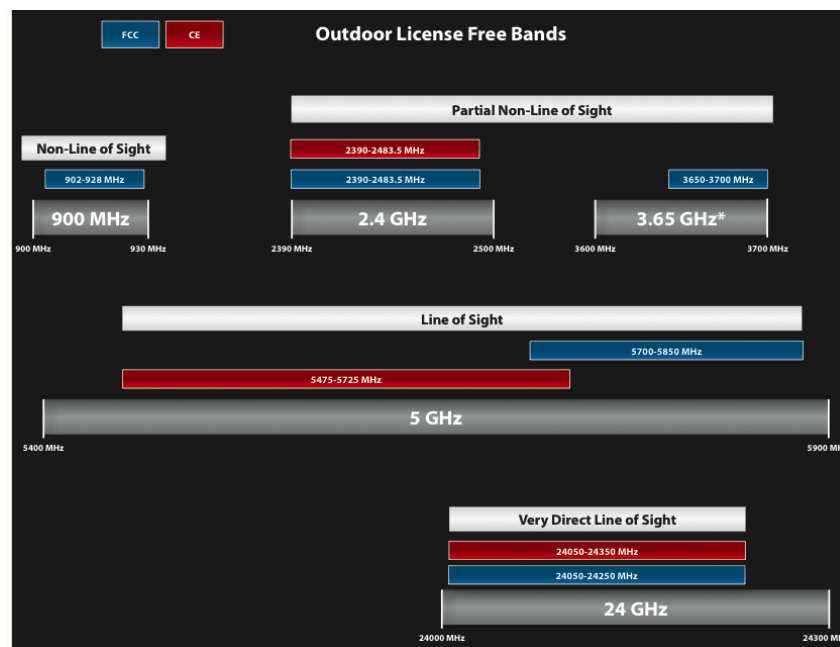 FCC
CE
Outdoor License Free Bands
Partial Non-Line of Sight
Non-Line of Sight
2390-2483.5 MHz
902-928 MHz
2390-2483.5 MHz
3650-3700 MHz
900 MHz
2.4 GHz
3.65 GHz*
900 MHz
930 MHz
2390 MHz
2500 MHz
3600 MHz
3700 MHz
Line of Sight
5700-5850 MHz
5475-5725 MHz
5 GHz
5400 MHz
5900 MH
Very Direct Line of Sight
24050-24350 MHz
24050-24250 MHz
24 GHz
24000 MHz
24300 MH